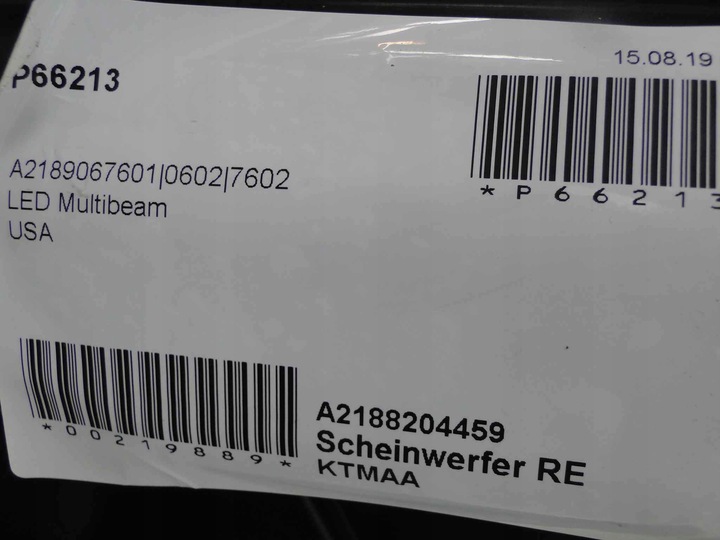 P66213
15.08.19
*P66213
A2189067601|0602|7602
LED Multibeam
USA
*00219889*
A2188204459
Scheinwerfer RE
KTMAA